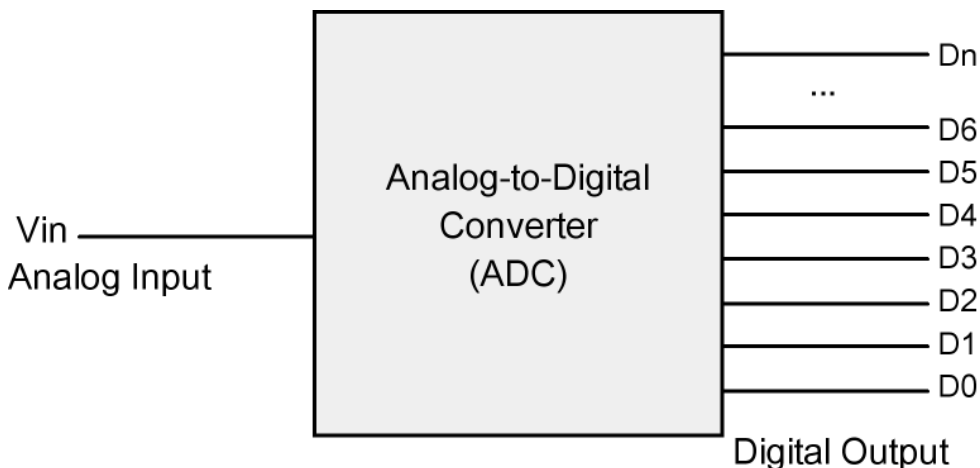 Dn
...
D6
D5
D4
D3
D2
D1
D0
Analog-to-Digital
Converter
(ADC)
Vin
Analog Input
Digital Output